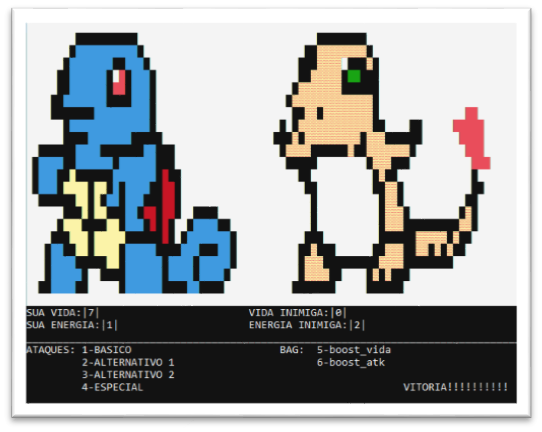 SUA VIDA:|7| VIDA INIMIGA:|0|
SUA ENERGIA:|1| ENERGIA INIMIGA:|2|
ATAQUES: 1-BASICO BAG: 5-boost_vida
2-ALTERNATIVO 1 6-boost_atk
3-ALTERNATIVO 2
4-ESPECIAL VITORIA!!!!!!!!!!